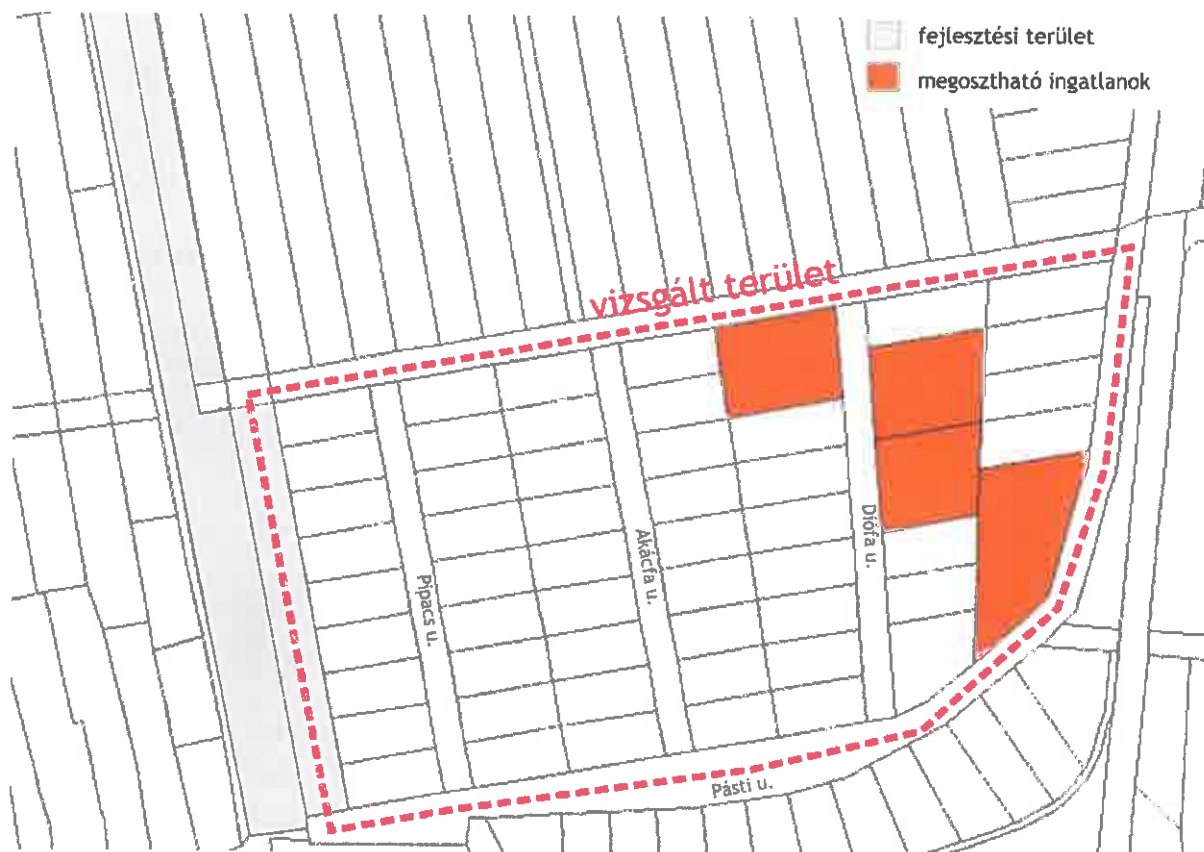 fejlesztési terület
megosztható ingatlanok
vizsgált terület
Pipacs u.
Akácfa u.
Diófa u.
Pásti u.